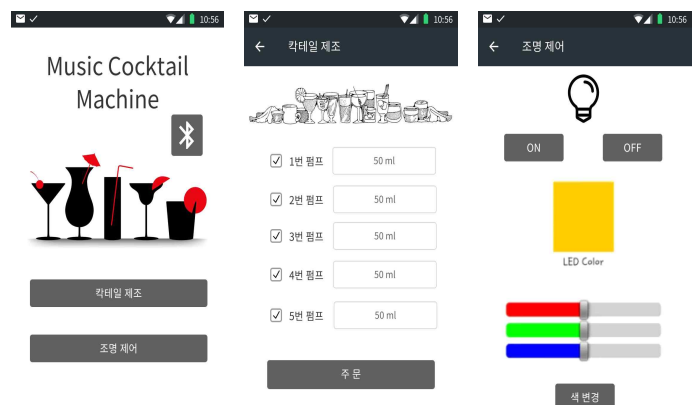 10:56
Music Cocktail
Machine
칵테일 제조
조명 제어
10:56
칵테일 제조
1번 펌프 50 ml
2번 펌프 50 ml
3번 펌프 50 ml
4번 펌프 50 ml
5번 펌프 50 ml
주 문
10:56
조명 제어
ON OFF
LED Color
색 변경